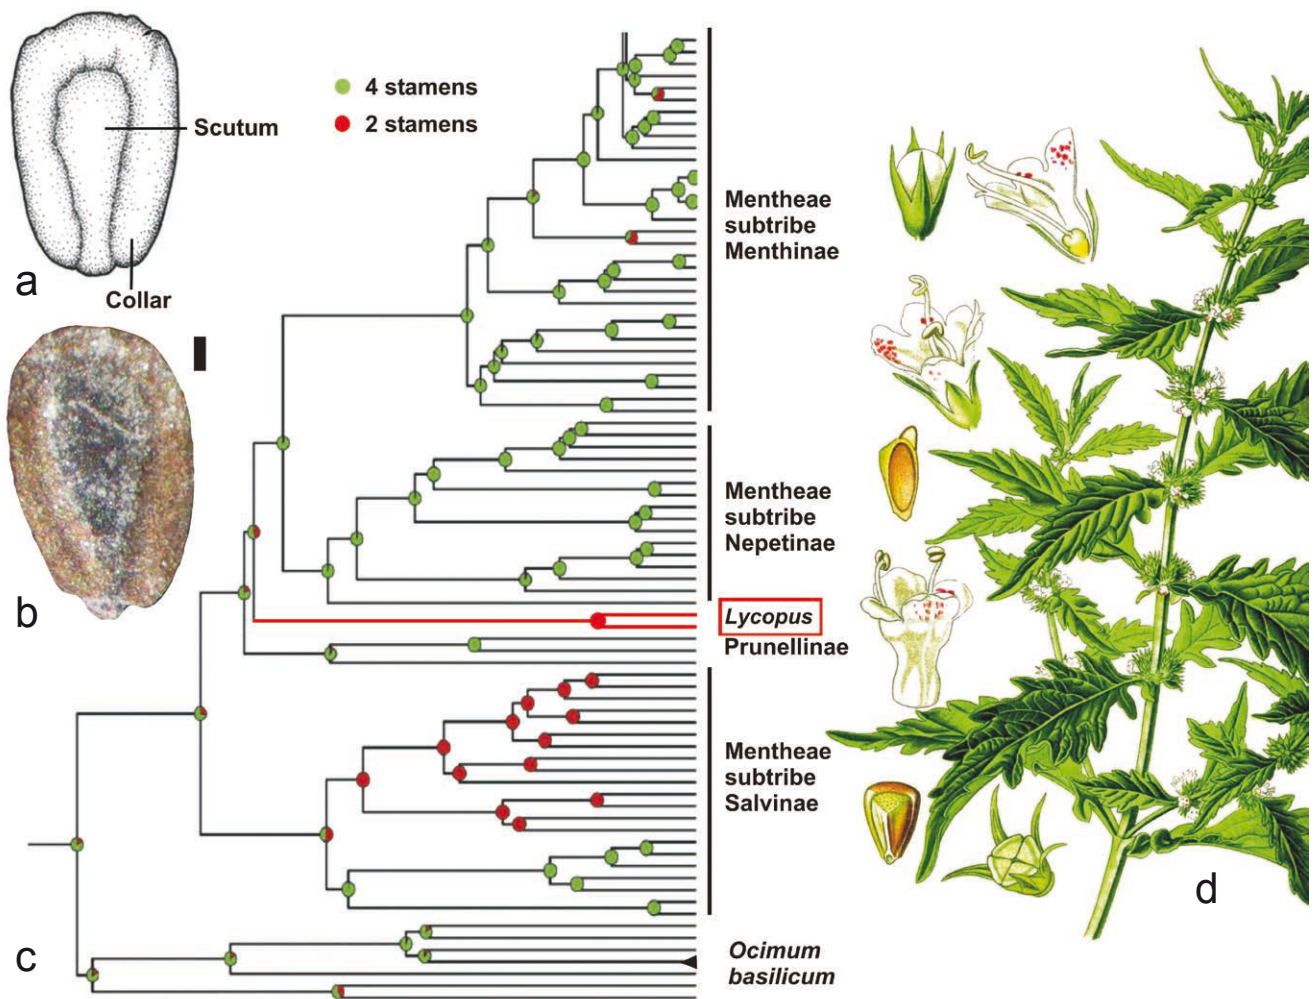 4 stamens
2 stamens
Scutum
Collar
a
b
c
d
Mentheae
subtribe
Menthinae
Mentheae
subtribe
Nepetinae
Lycopus
Prunellinae
Mentheae
subtribe
Salvinae
Ocimum
basilicum